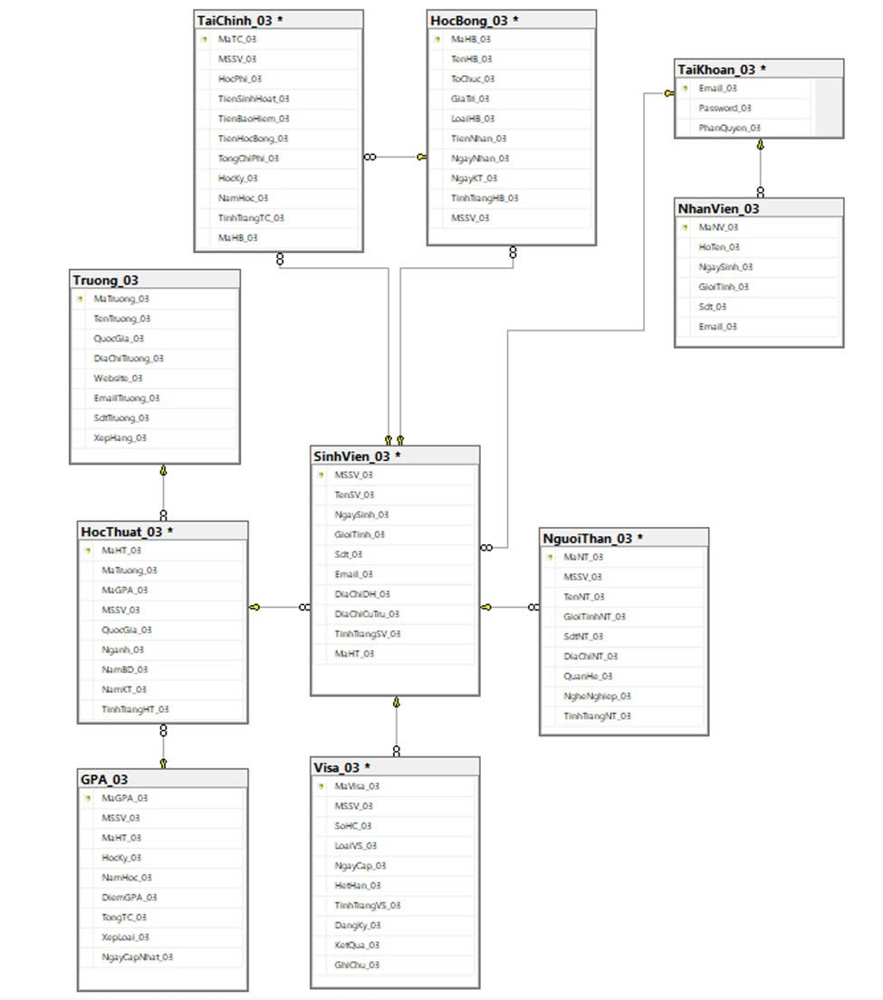 TaiChinh_03 *
MaTC_03
MSSV_03
HocPhi_03
TienSinhHoat_03
TienBaoHiem_03
TienHocBong_03
TongChiPhi_03
HocKy_03
NamHoc_03
TinhTrangTC_03
MaHB_03
HocBong_03 *
MaHB_03
TenHB_03
ToChuc_03
GiaTri_03
LoaiHB_03
TienNhan_03
NgayNhan_03
NgayKT_03
TinhTrangHB_03
MSSV_03
TaiKhoan_03 *
Email_03
Password_03
PhanQuyen_03
NhanVien_03
MaNV_03
HoTen_03
NgaySinh_03
GioiTinh_03
Sdt_03
Email_03
Truong_03
MaTruong_03
TenTruong_03
QuocGia_03
DiaChiTruong_03
Website_03
EmailTruong_03
SdtTruong_03
XepHang_03
SinhVien_03 *
MSSV_03
TenSV_03
NgaySinh_03
GioiTinh_03
Sdt_03
Email_03
DiaChiDH_03
DiaChiCuTru_03
TinhTrangSV_03
MaHT_03
HocThuat_03 *
MaHT_03
MaTruong_03
MaGPA_03
MSSV_03
QuocGia_03
Nganh_03
NamBD_03
NamKT_03
TinhTrangHT_03
NguoiThan_03 *
MaNT_03
MSSV_03
TenNT_03
GioiTinhNT_03
SdtNT_03
DiaChiNT_03
QuanHe_03
NgheNghiep_03
TinhTrangNT_03
GPA_03
MaGPA_03
MSSV_03
MaHT_03
HocKy_03
NamHoc_03
DiemGPA_03
TongTC_03
XepLoai_03
NgayCapNhat_03
Visa_03 *
MaVisa_03
MSSV_03
SoHC_03
LoaiVS_03
NgayCap_03
HetHan_03
TinhTrangVS_03
DangKy_03
KetQua_03
GhiChu_03